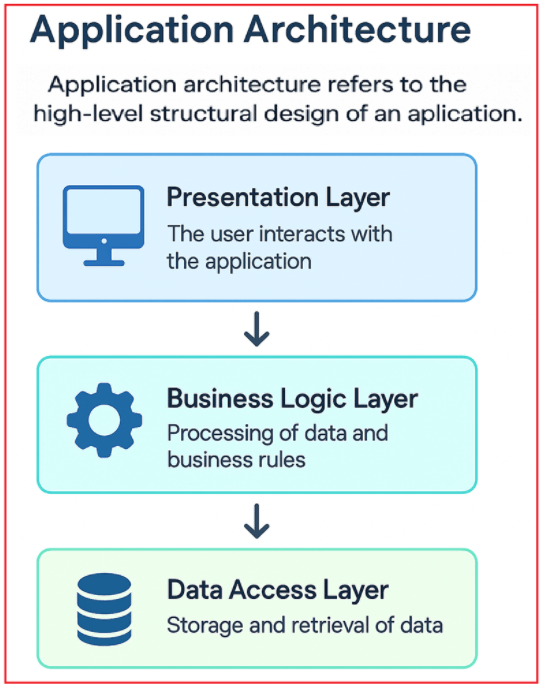 Application Architecture
Application architecture refers to the
high-level structural design of an aplication.
Presentation Layer
The user interacts with
the application
Business Logic Layer
Processing of data and
business rules
Data Access Layer
Storage and retrieval of data